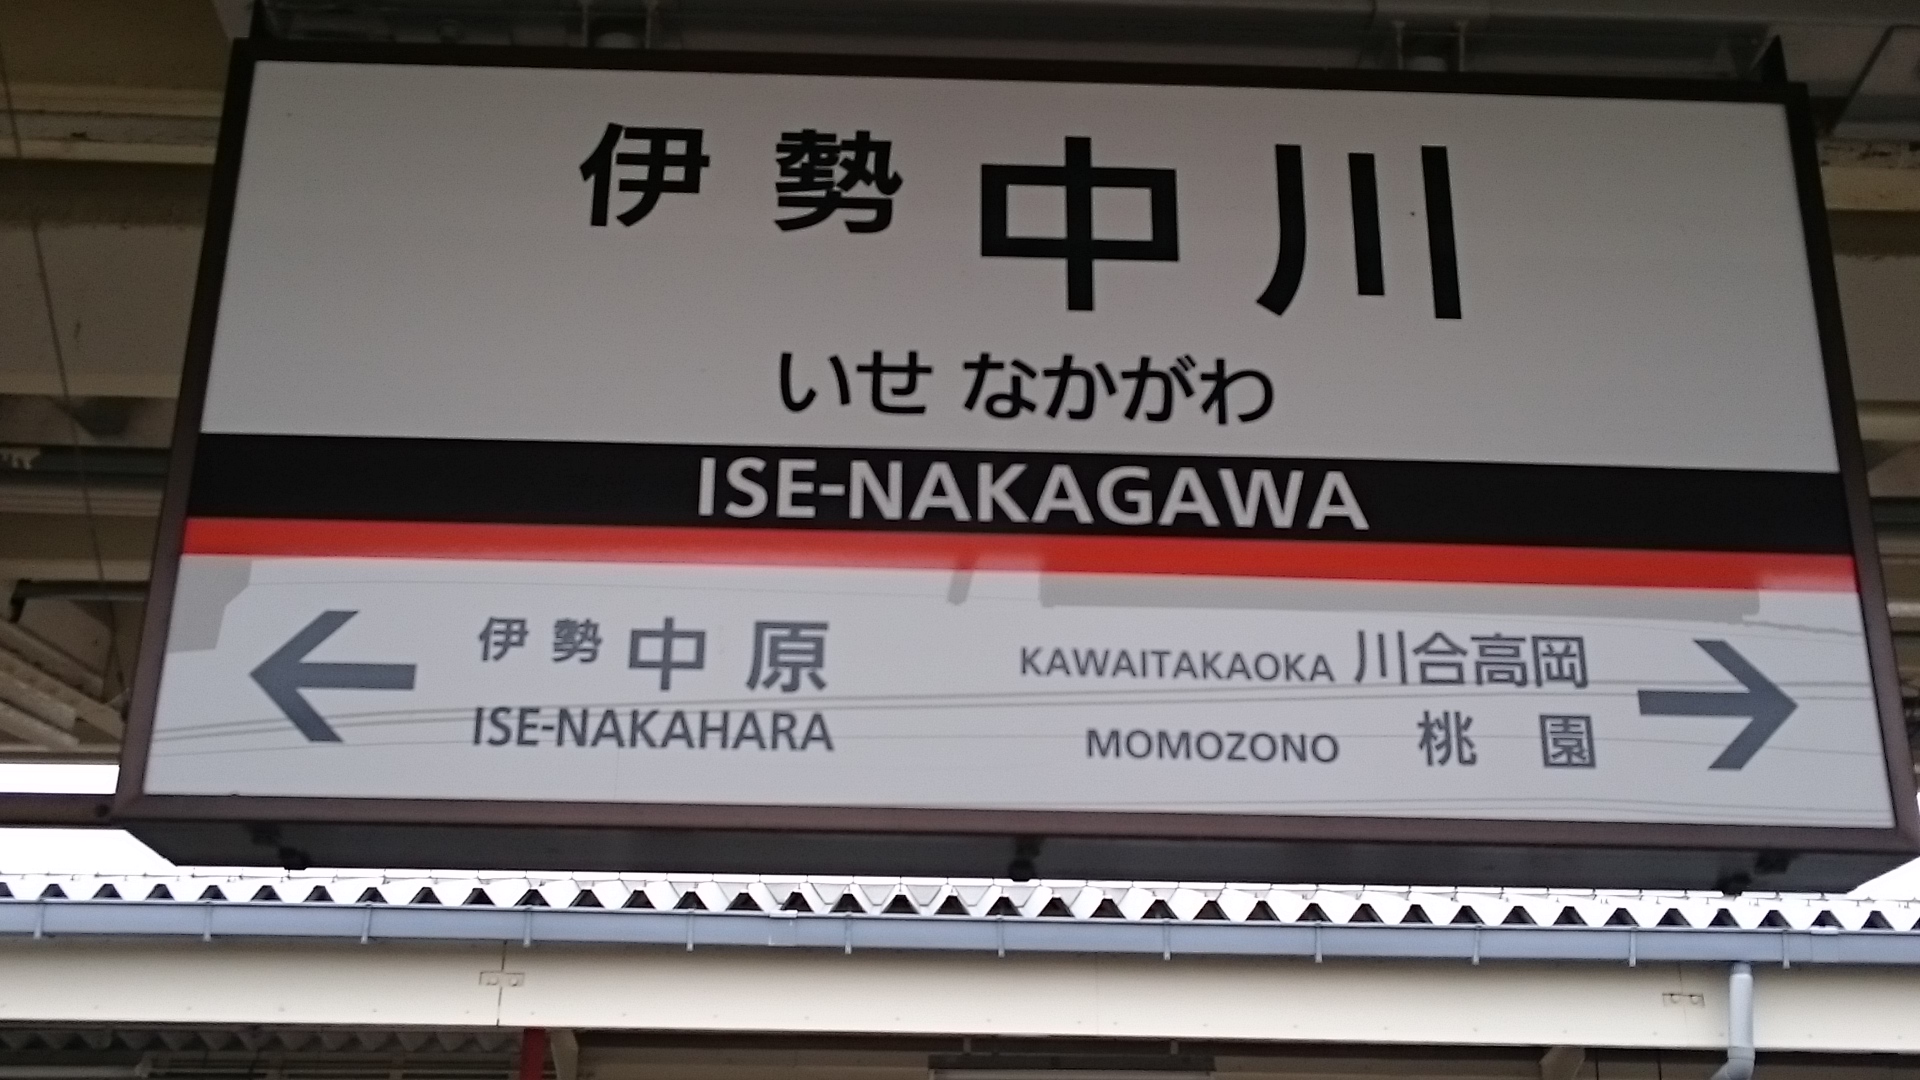 伊勢中川
いせ なかがわ
ISE-NAKAGAWA
伊勢中原
ISE-NAKAHARA
KAWAITAKAOKA 川合高岡
MOMOZONO 桃園